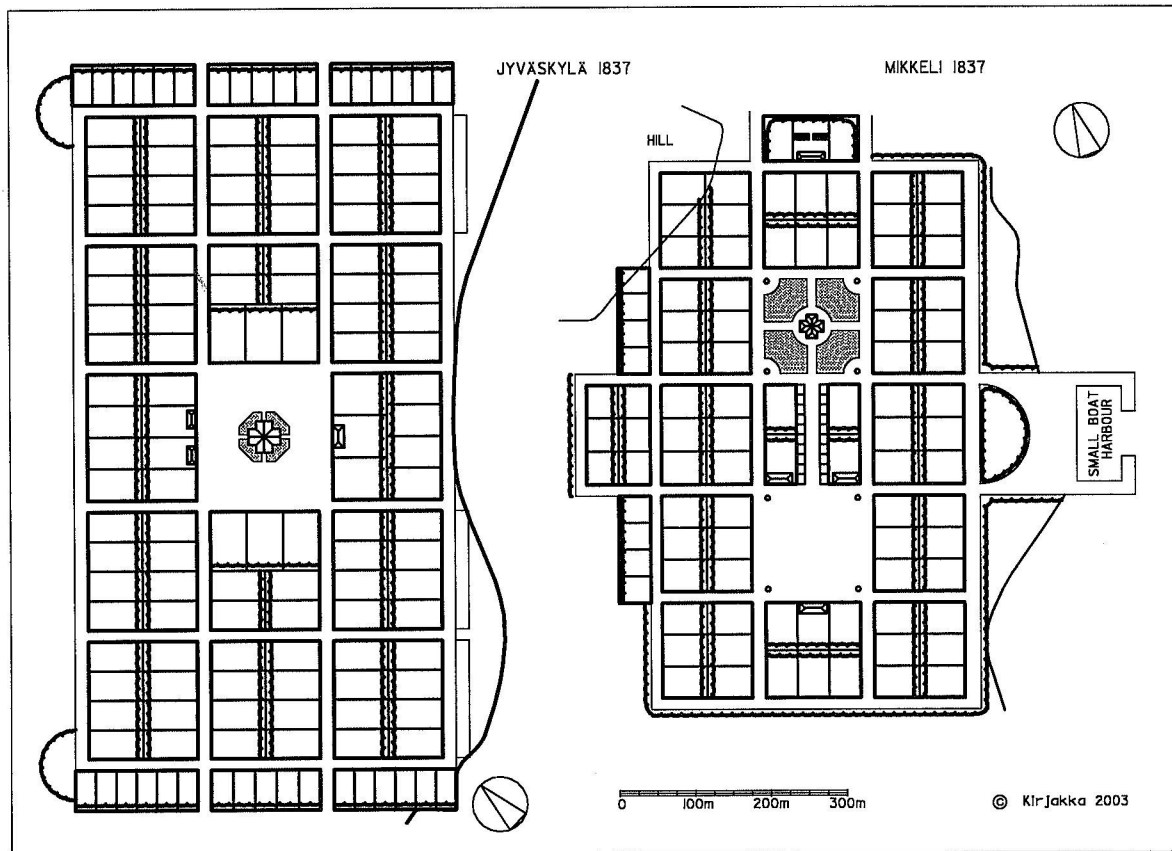 JYVÄSKYLÄ 1837
MIKKELI 1837
HILL
SMALL BOAT
HARBOUR
0 100m 200m 300m
© Kirjakka 2003